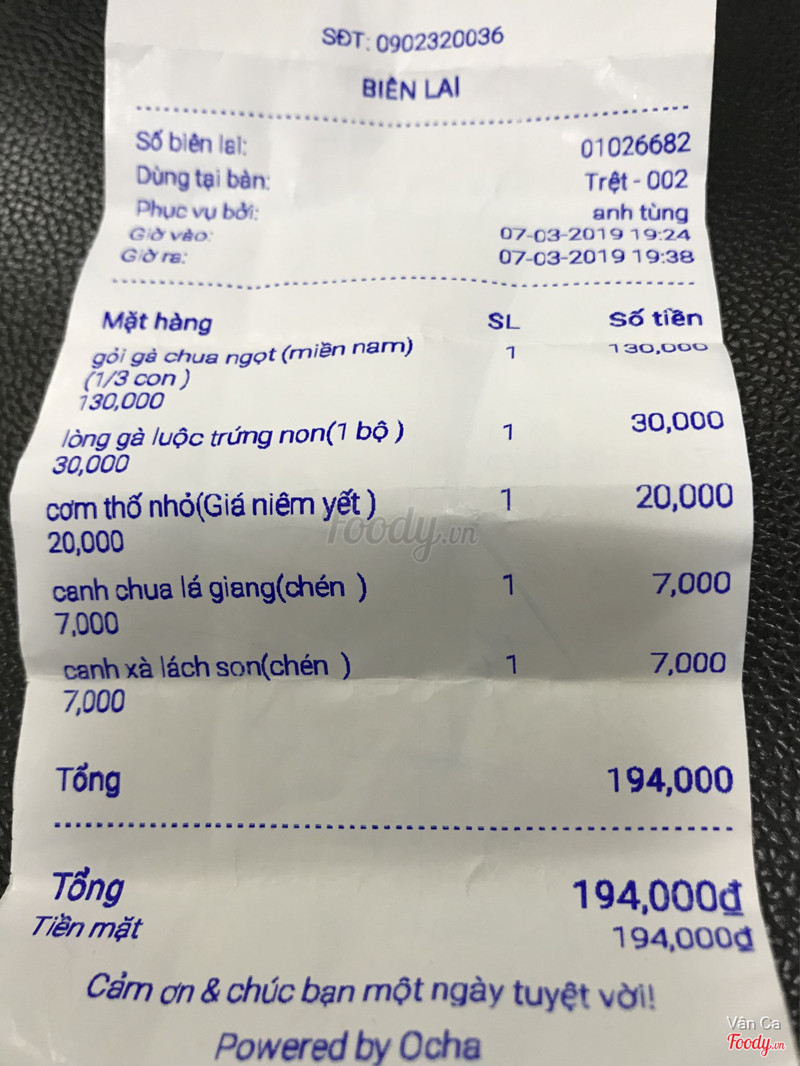 SĐT: 0902320036
BIÊN LAI
Số biên lai: 01026682
Dùng tại bàn: Trệt - 002
Phục vụ bởi: anh tùng
Giờ vào: 07-03-2019 19:24
Giờ ra: 07-03-2019 19:38
Mặt hàng SL Số tiền
gỏi gà chua ngọt (miền nam) 1 130,000
(1/3 con )
130,000
lòng gà luộc trứng non(1 bộ ) 1 30,000
30,000
cơm thố nhỏ(Giá niêm yết ) 1 20,000
20,000
Foody.vn
canh chua lá giang(chén ) 1 7,000
7,000
canh xà lách son(chén ) 1 7,000
7,000
Tổng 194,000
Tổng 194,000đ
Tiền mặt 194,000đ
Cảm ơn & chúc bạn một ngày tuyệt vời!
Powered by Ocha
Vân Ca
Foody.vn